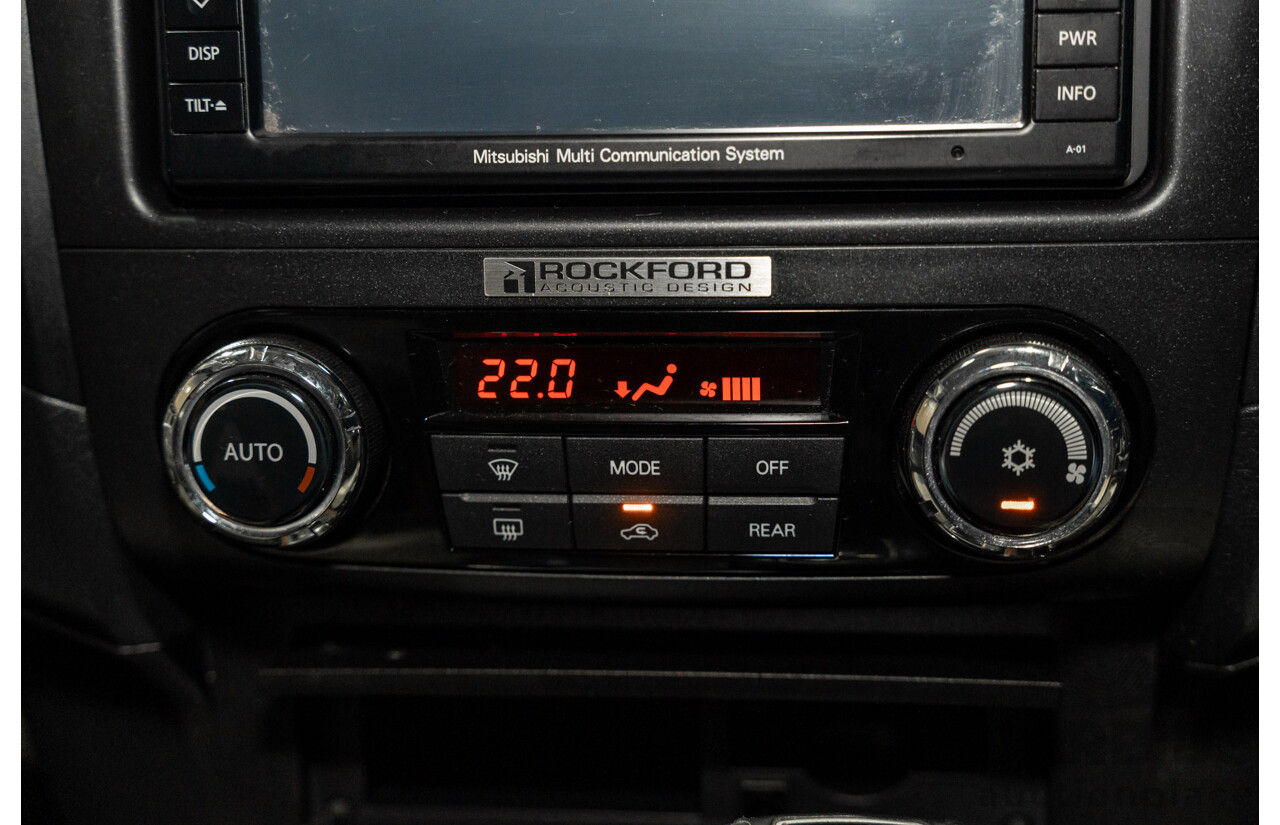 DISP
TILT·⏏
PWR
INFO
Mitsubishi Multi Communication System
A-01
ROCKFORD
ACOUSTIC DESIGN
22.0
AUTO
MODE
OFF
REAR